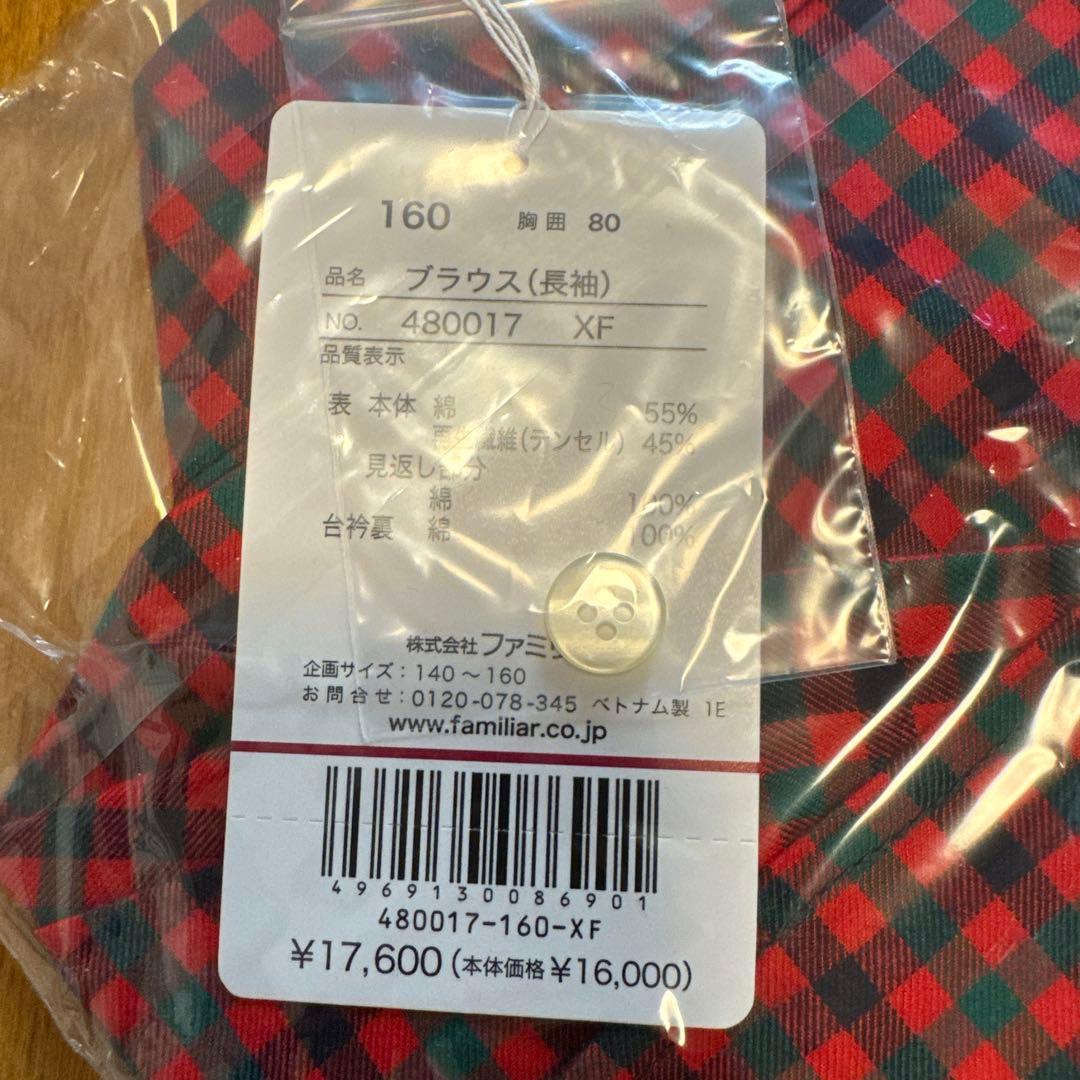 160 胸囲 80
品名 ブラウス(長袖)
NO. 480017 XF
品質表示
表 本体 綿 55%
再生繊維(テンセル) 45%
見返し部分
綿 100%
台衿裏 綿 100%
株式会社ファミリ
企画サイズ:140~160
お問合せ:0120-078-345 ベトナム製 1E
www.familiar.co.jp
4969130086901
480017-160-XF
¥17,600(本体価格¥16,000)